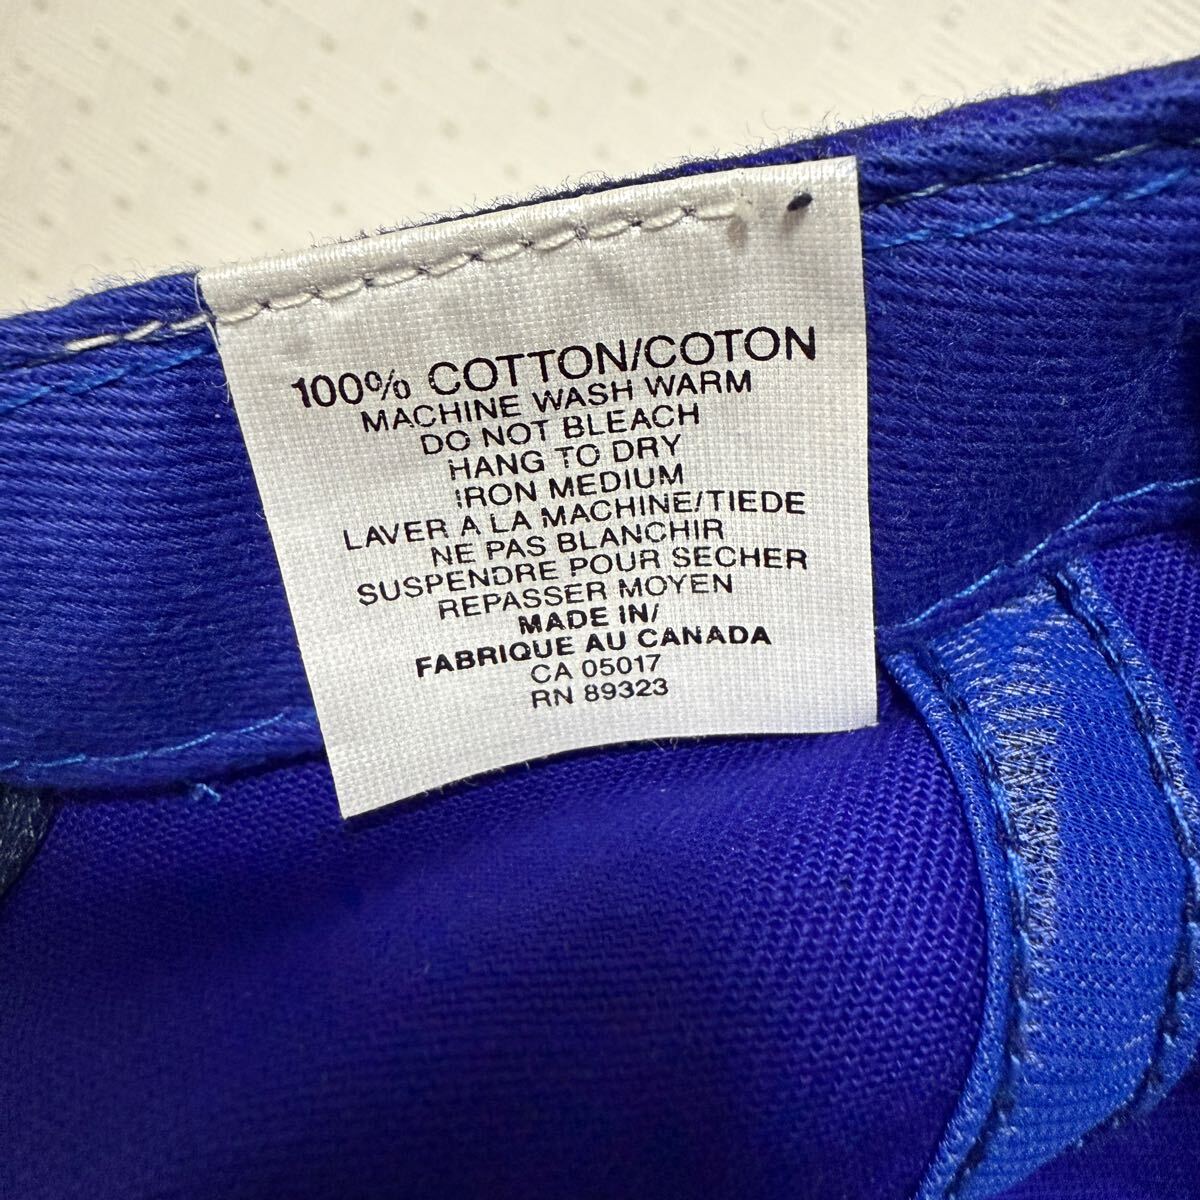 100% COTTON/COTON
MACHINE WASH WARM
DO NOT BLEACH
HANG TO DRY
IRON MEDIUM
LAVER A LA MACHINE/TIEDE
NE PAS BLANCHIR
SUSPENDRE POUR SECHER
REPASSER MOYEN
MADE IN/
FABRIQUE AU CANADA
CA 05017
RN 89323